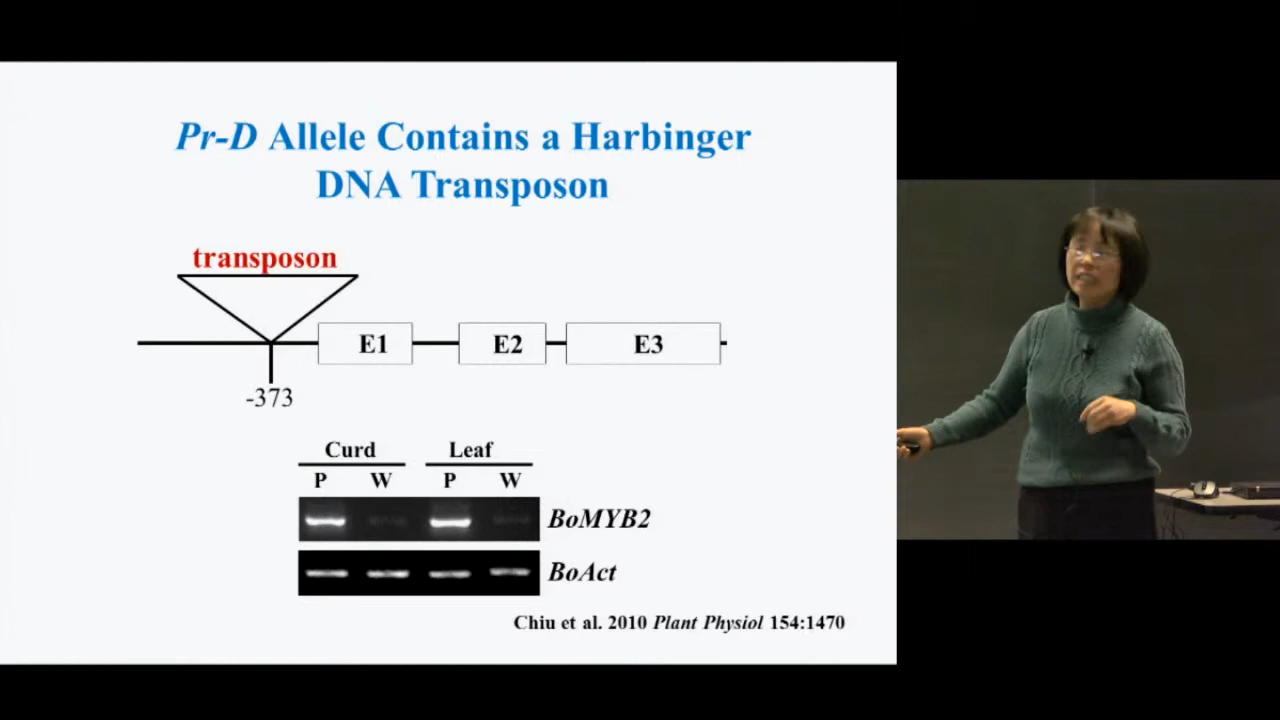 Pr-D Allele Contains a Harbinger
DNA Transposon
transposon
E1 E2 E3
-373
Curd Leaf
P W P W
BoMYB2
BoAct
Chiu et al. 2010 Plant Physiol 154:1470